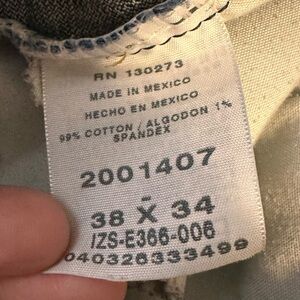 RN 130273
MADE IN MEXICO
HECHO EN MEXICO
99% COTTON / ALGODON 1%
SPANDEX
2001407
38 X 34
IZS-E366-006
040326333499